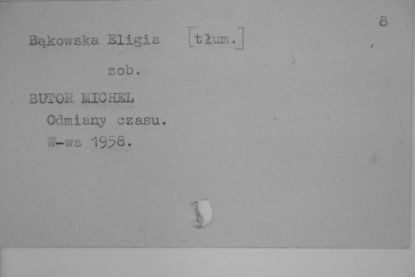 8
Bąkowska Eligia [tłum.]
zob.
BUTOR MICHEL
Odmiany czasu.
W-wa 1958.